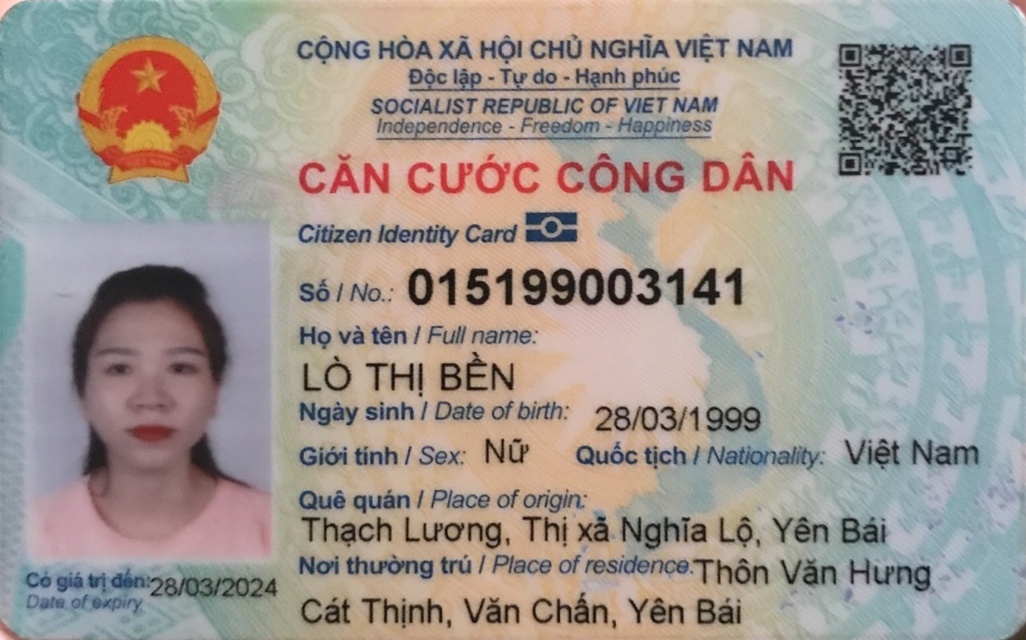 CỘNG HÒA XÃ HỘI CHỦ NGHĨA VIỆT NAM
Độc lập - Tự do - Hạnh phúc
SOCIALIST REPUBLIC OF VIET NAM
Independence - Freedom - Happiness
CĂN CƯỚC CÔNG DÂN
Citizen Identity Card
Số / No.: 015199003141
Họ và tên / Full name:
LÒ THỊ BỀN
Ngày sinh / Date of birth: 28/03/1999
Giới tính / Sex: Nữ Quốc tịch / Nationality: Việt Nam
Quê quán / Place of origin:
Thạch Lương, Thị xã Nghĩa Lộ, Yên Bái
Nơi thường trú / Place of residence: Thôn Văn Hưng
Cát Thịnh, Văn Chấn, Yên Bái
Có giá trị đến: 28/03/2024
Date of expiry